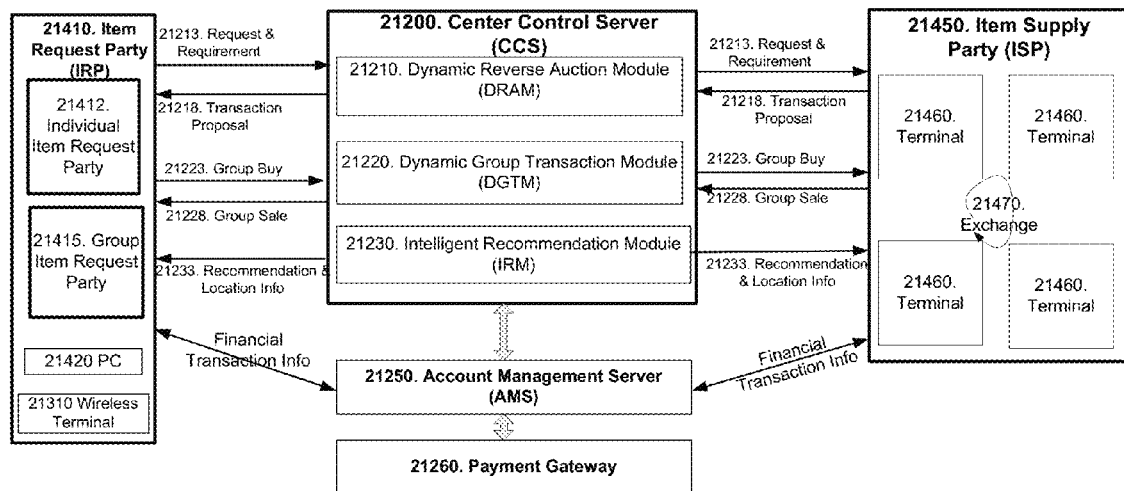 21410. Item
Request Party
(IRP)
21412.
Individual
Item Request
Party
21415. Group
Item Request
Party
21420 PC
21310 Wireless
Terminal
21213. Request &
Requirement
21218. Transaction
Proposal
21223. Group Buy
21228. Group Sale
21233. Recommendation &
Location Info
Financial
Transaction Info
21200. Center Control Server
(CCS)
21210. Dynamic Reverse Auction Module
(DRAM)
21220. Dynamic Group Transaction Module
(DGTM)
21230. Intelligent Recommendation Module
(IRM)
21250. Account Management Server
(AMS)
21260. Payment Gateway
21213. Request &
Requirement
21218. Transaction
Proposal
21223. Group Buy
21228. Group Sale
21233. Recommendation
& Location Info
Financial
Transaction Info
21450. Item Supply
Party (ISP)
21460.
Terminal
21460.
Terminal
21470.
Exchange
21460.
Terminal
21460.
Terminal